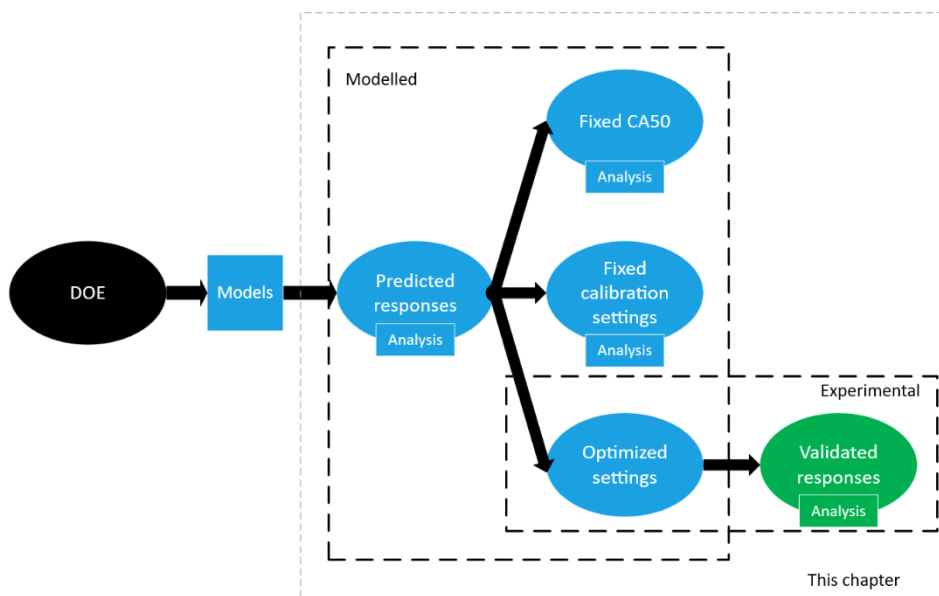 Modelled
Fixed CA50
Analysis
DOE
Models
Predicted
responses
Analysis
Fixed
calibration
settings
Analysis
Experimental
Optimized
settings
Validated
responses
Analysis
This chapter